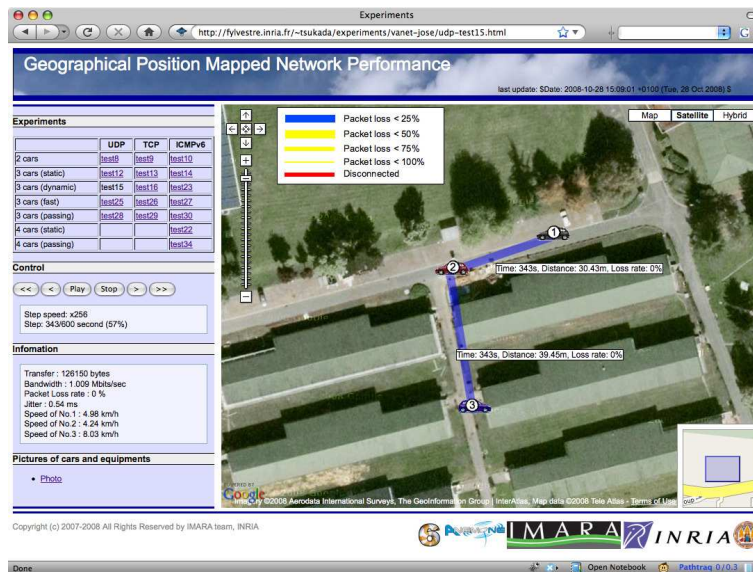 Experiments
http://fylvestre.inria.fr/~tsukada/experiments/vanet-jose/udp-test15.html
G
Geographical Position Mapped Network Performance
last update: $Date: 2008-10-28 15:09:01 +0100 (Tue, 28 Oct 2008) $
Experiments
UDP TCP ICMPv6
2 cars test8 test9 test10
3 cars (static) test12 test13 test14
3 cars (dynamic) test15 test16 test23
3 cars (fast) test25 test26 test27
3 cars (passing) test28 test29 test30
4 cars (static) test22
4 cars (passing) test34
Control
<< < Play Stop > >>
Step speed: x256
Step: 343/600 second (57%)
Infomation
Transfer : 126150 bytes
Bandwidth : 1.009 Mbits/sec
Packet Loss rate : 0 %
Jitter : 0.54 ms
Speed of No.1 : 4.98 km/h
Speed of No.2 : 4.24 km/h
Speed of No.3 : 8.03 km/h
Pictures of cars and equipments
• Photo
Packet loss < 25%
Packet loss < 50%
Packet loss < 75%
Packet loss < 100%
Disconnected
Map Satellite Hybrid
1
2
Time: 343s, Distance: 30.43m, Loss rate: 0%
Time: 343s, Distance: 39.45m, Loss rate: 0%
3
POWERED BY
Google
Imagery ©2008 Aerodata International Surveys, The GeoInformation Group | InterAtlas, Map data ©2008 Tele Atlas - Terms of Use
Copyright (c) 2007-2008 All Rights Reserved by IMARA team, INRIA
6 ANEMONE IMARA INRIA
Done
Open Notebook
Pathtraq 0/0.3